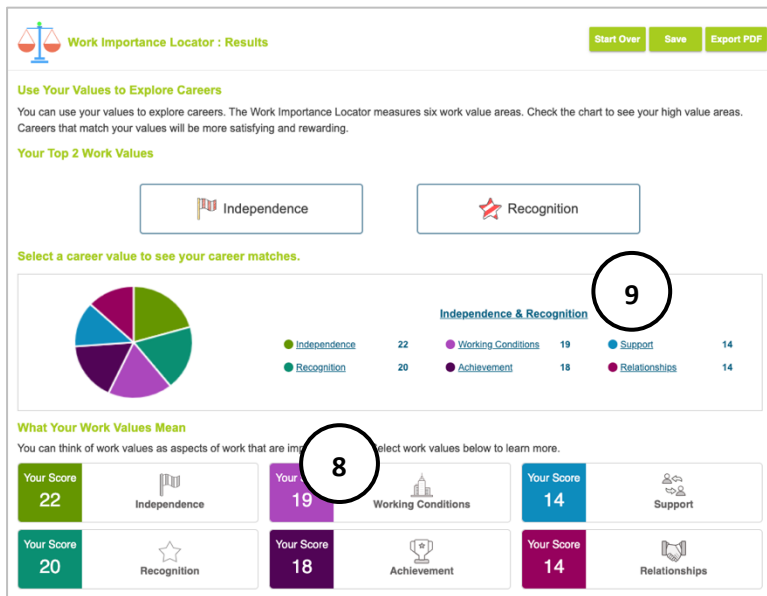 Work Importance Locator : Results
Start Over Save Export PDF
Use Your Values to Explore Careers
You can use your values to explore careers. The Work Importance Locator measures six work value areas. Check the chart to see your high value areas.
Careers that match your values will be more satisfying and rewarding.
Your Top 2 Work Values
Independence Recognition
Select a career value to see your career matches.
9
Independence & Recognition
Independence 22 Working Conditions 19 Support 14
Recognition 20 Achievement 18 Relationships 14
What Your Work Values Mean
You can think of work values as aspects of work that are elect work values below to learn more.
8
Your Score Your Your Score
22 Independence 19 Working Conditions 14 Support
Your Score Your Score Your Score
20 Recognition 18 Achievement 14 Relationships